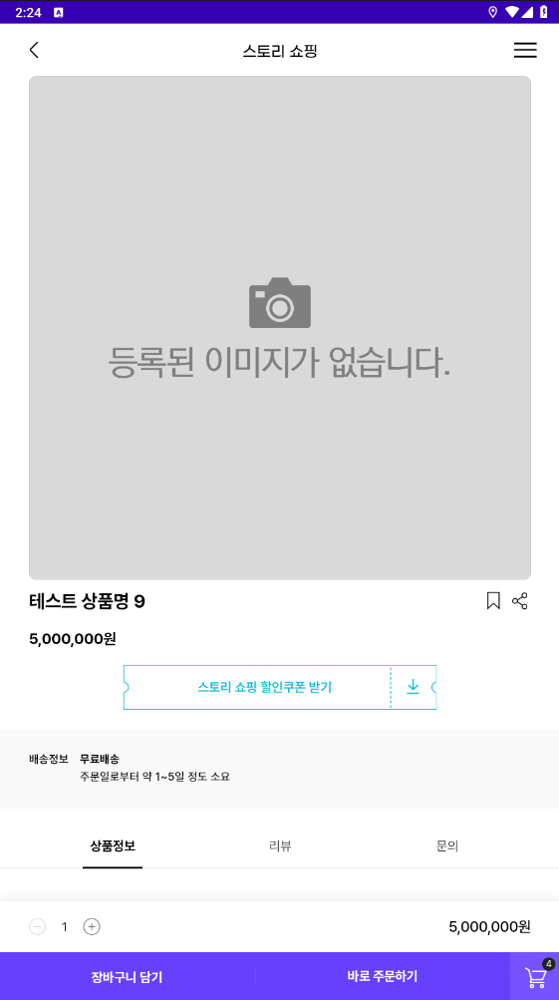 2:24
스토리 쇼핑
등록된 이미지가 없습니다.
테스트 상품명 9
5,000,000원
스토리 쇼핑 할인쿠폰 받기
배송정보 무료배송
주문일로부터 약 1~5일 정도 소요
상품정보 리뷰 문의
1 5,000,000원
장바구니 담기 바로 주문하기 4